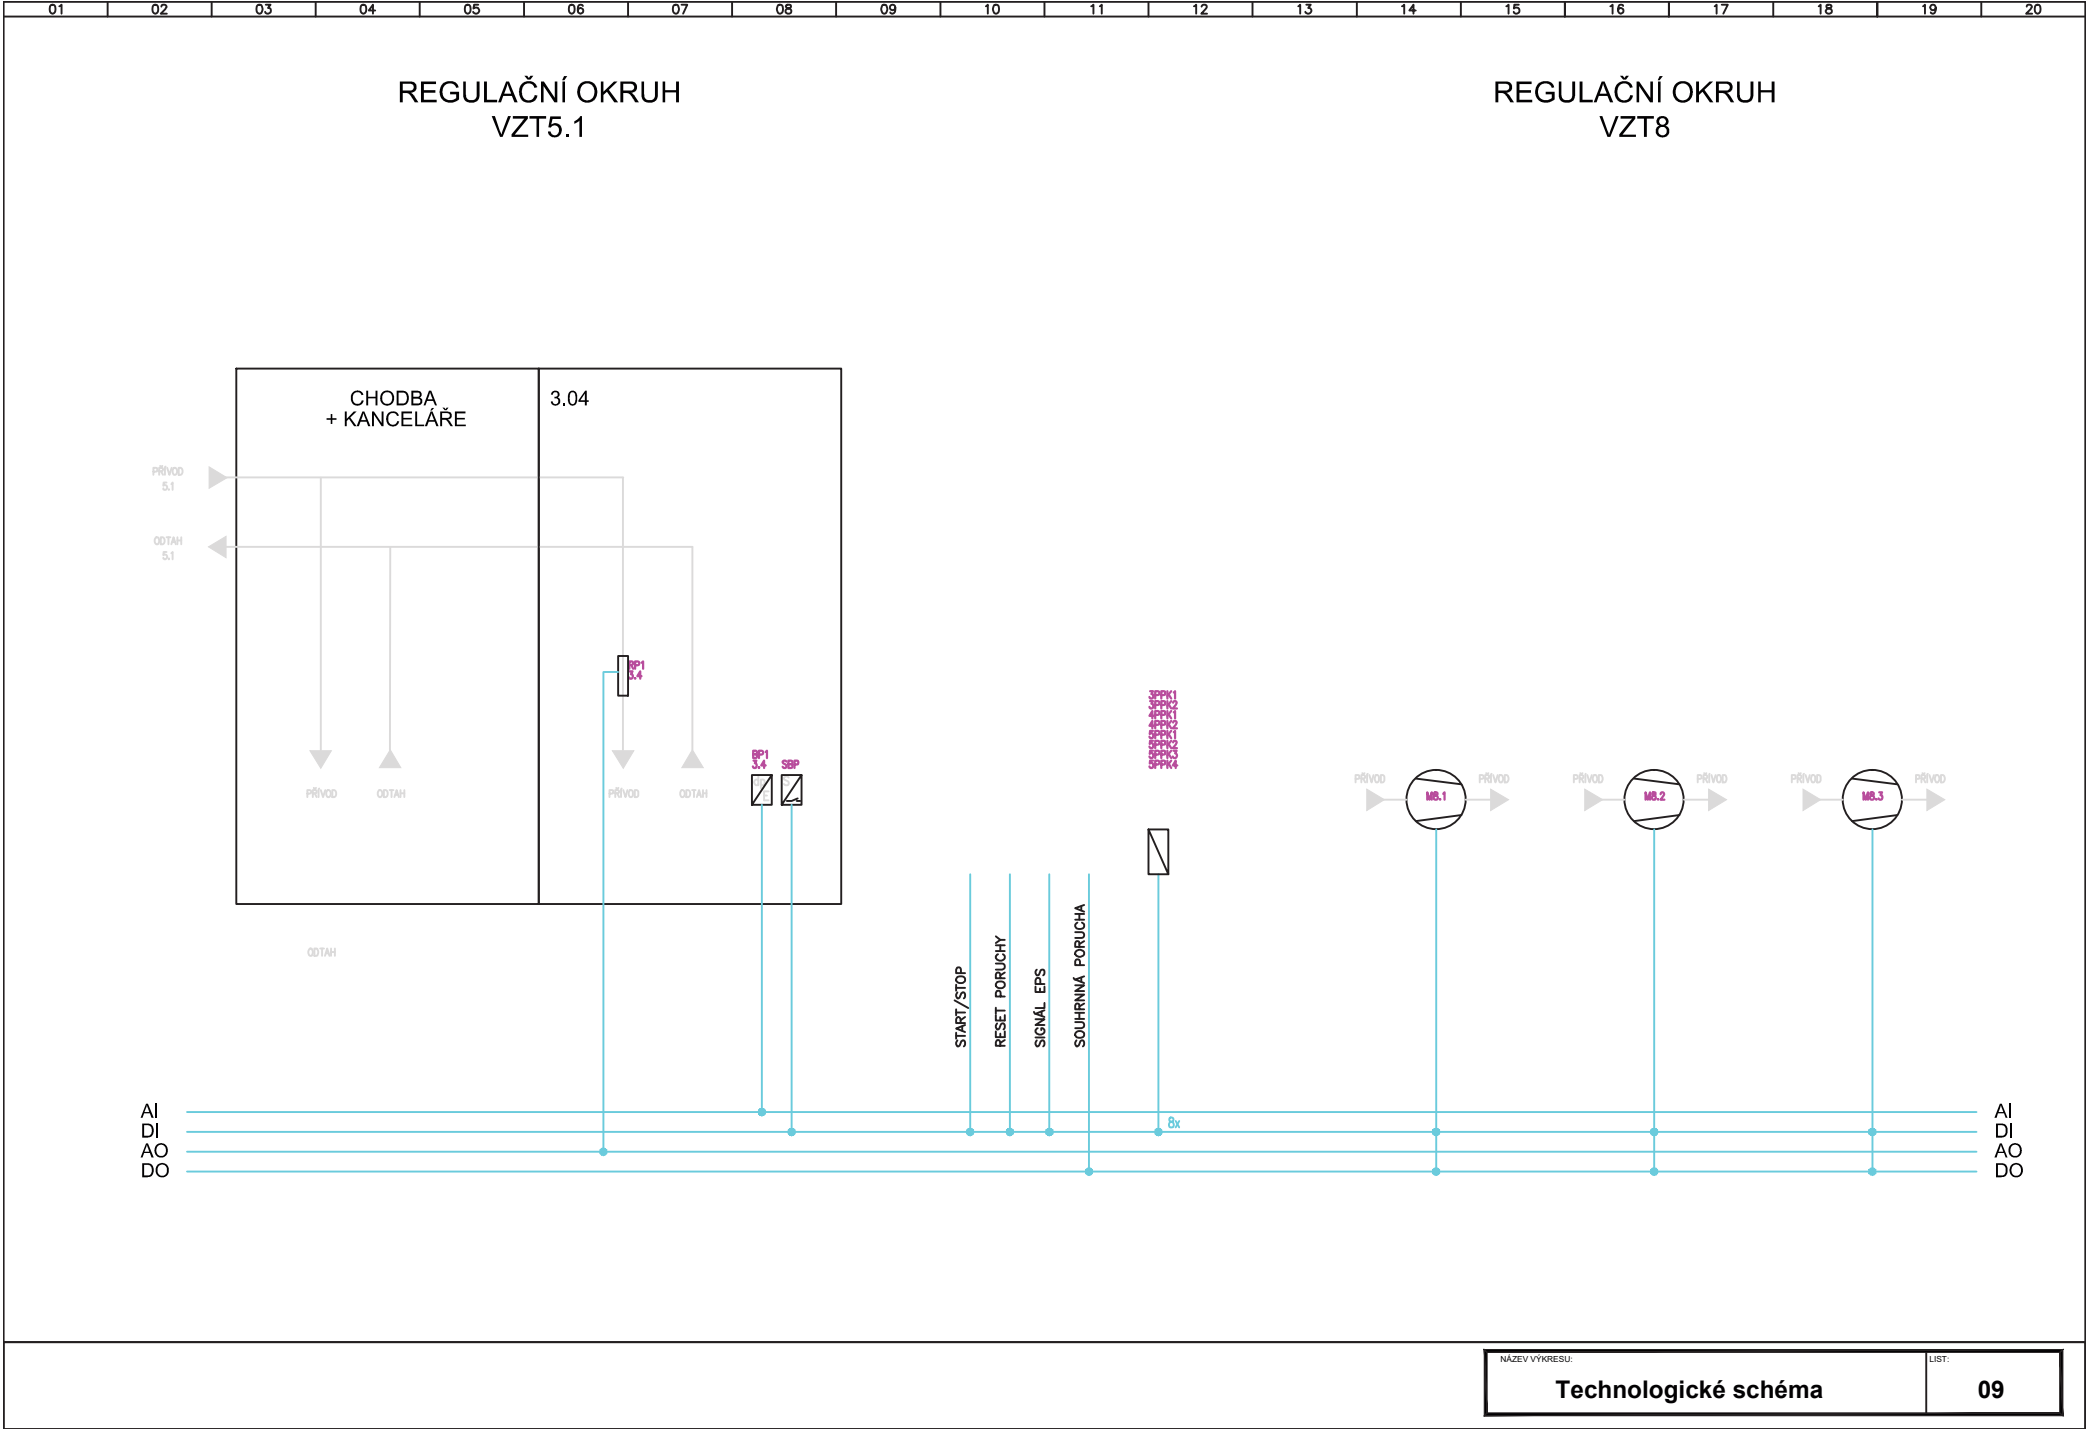 01 02 03 04 05 06 07 08 09 10 11 12 13 14 15 16 17 18 19 20
REGULAČNÍ OKRUH
VZT5.1
REGULAČNÍ OKRUH
VZT8
CHODBA
+ KANCELÁŘE
3.04
PŘÍVOD
5.1
ODTAH
5.1
RP1
3.4
BP1
3.4
SBP
dp
E
S
PŘÍVOD
ODTAH
PŘÍVOD
ODTAH
ODTAH
3PPK1
3PPK2
4PPK1
4PPK2
5PPK1
5PPK2
5PPK3
5PPK4
PŘÍVOD
M8.1
PŘÍVOD
PŘÍVOD
M8.2
PŘÍVOD
PŘÍVOD
M8.3
PŘÍVOD
START/STOP
RESET PORUCHY
SIGNÁL EPS
SOUHRNNÁ PORUCHA
8x
AI
DI
AO
DO
AI
DI
AO
DO
NÁZEV VÝKRESU:
Technologické schéma
LIST:
09